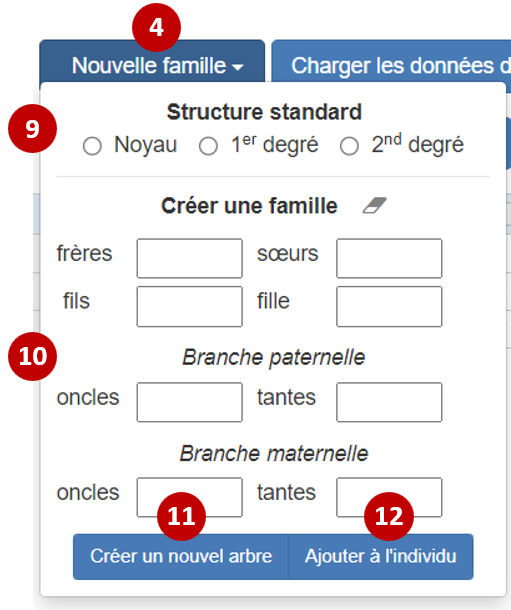 4
Nouvelle famille Charger les données d
9
Structure standard
Noyau 1er degré 2nd degré
Créer une famille
frères sœurs
fils fille
10
Branche paternelle
oncles tantes
Branche maternelle
oncles tantes
11 12
Créer un nouvel arbre Ajouter à l'individu